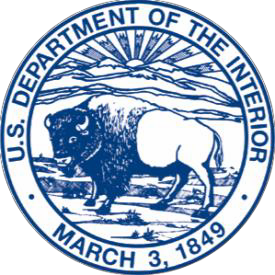 U.S. DEPARTMENT OF THE INTERIOR
MARCH 3, 1849